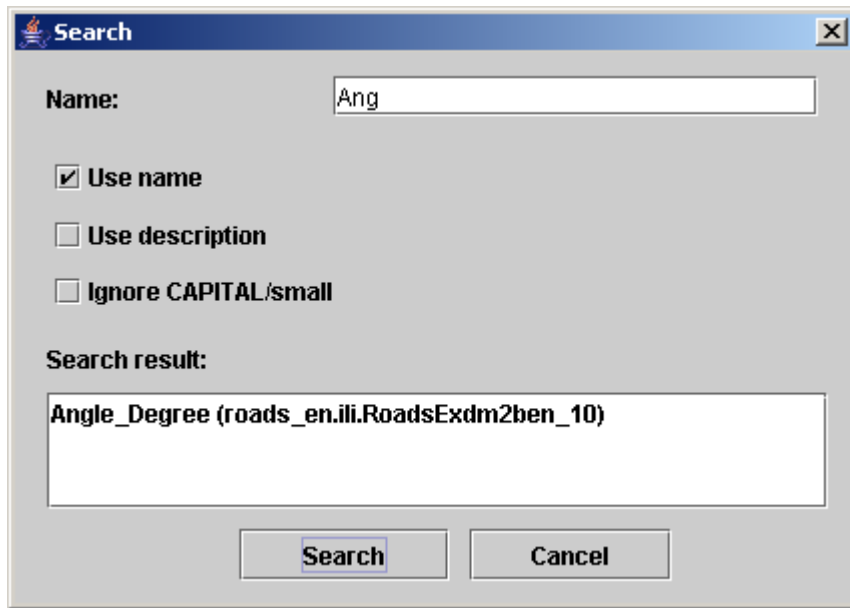 Search
Name: Ang
Use name
Use description
Ignore CAPITAL/small
Search result:
Angle_Degree (roads_en.ili.RoadsExdm2ben_10)
Search Cancel